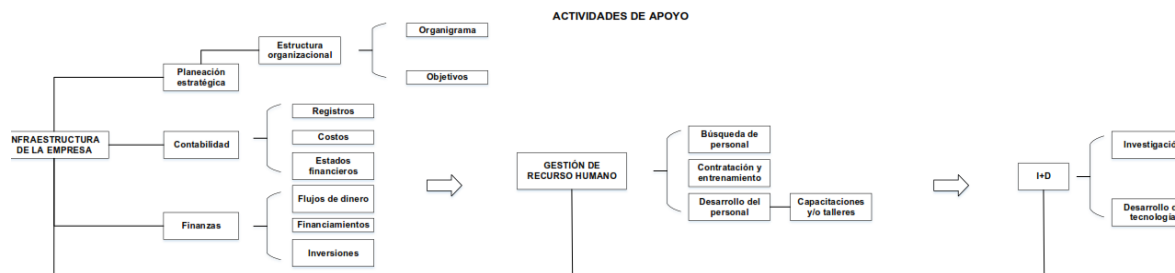 ACTIVIDADES DE APOYO
Organigrama
Estructura
organizacional
Objetivos
Planeación
estratégica
NFRAESTRUCTURA
DE LA EMPRESA
Contabilidad
Registros
Costos
Estados
financieros
Finanzas
Flujos de dinero
Financiamientos
Inversiones
GESTIÓN DE
RECURSO HUMANO
Búsqueda de
personal
Contratación y
entrenamiento
Desarrollo del
personal
Capacitaciones
y/o talleres
I+D
Investigació
Desarrollo d
tecnología